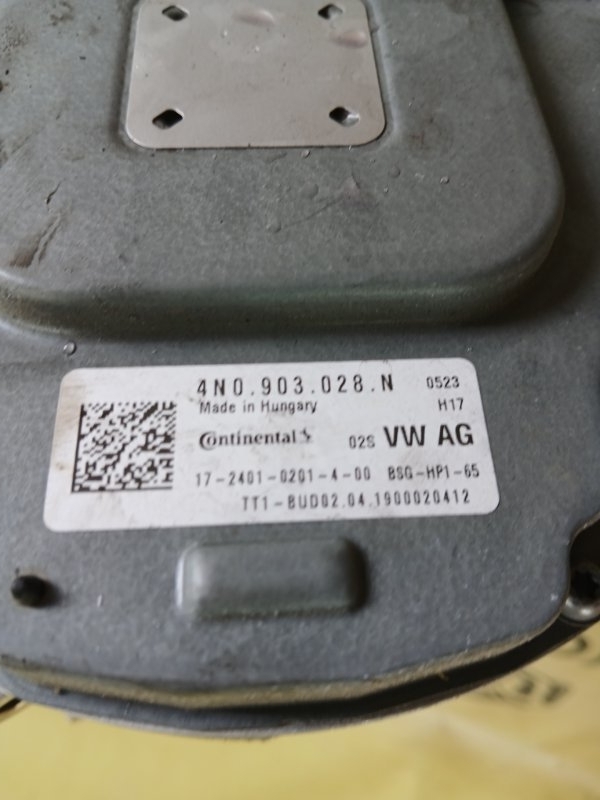 4N0.903.028.N 0523
Made in Hungary H17
Continental 02S VW AG
17-2401-0201-4-00 BSG-HP1-65
TT1-BUD02.04.1900020412